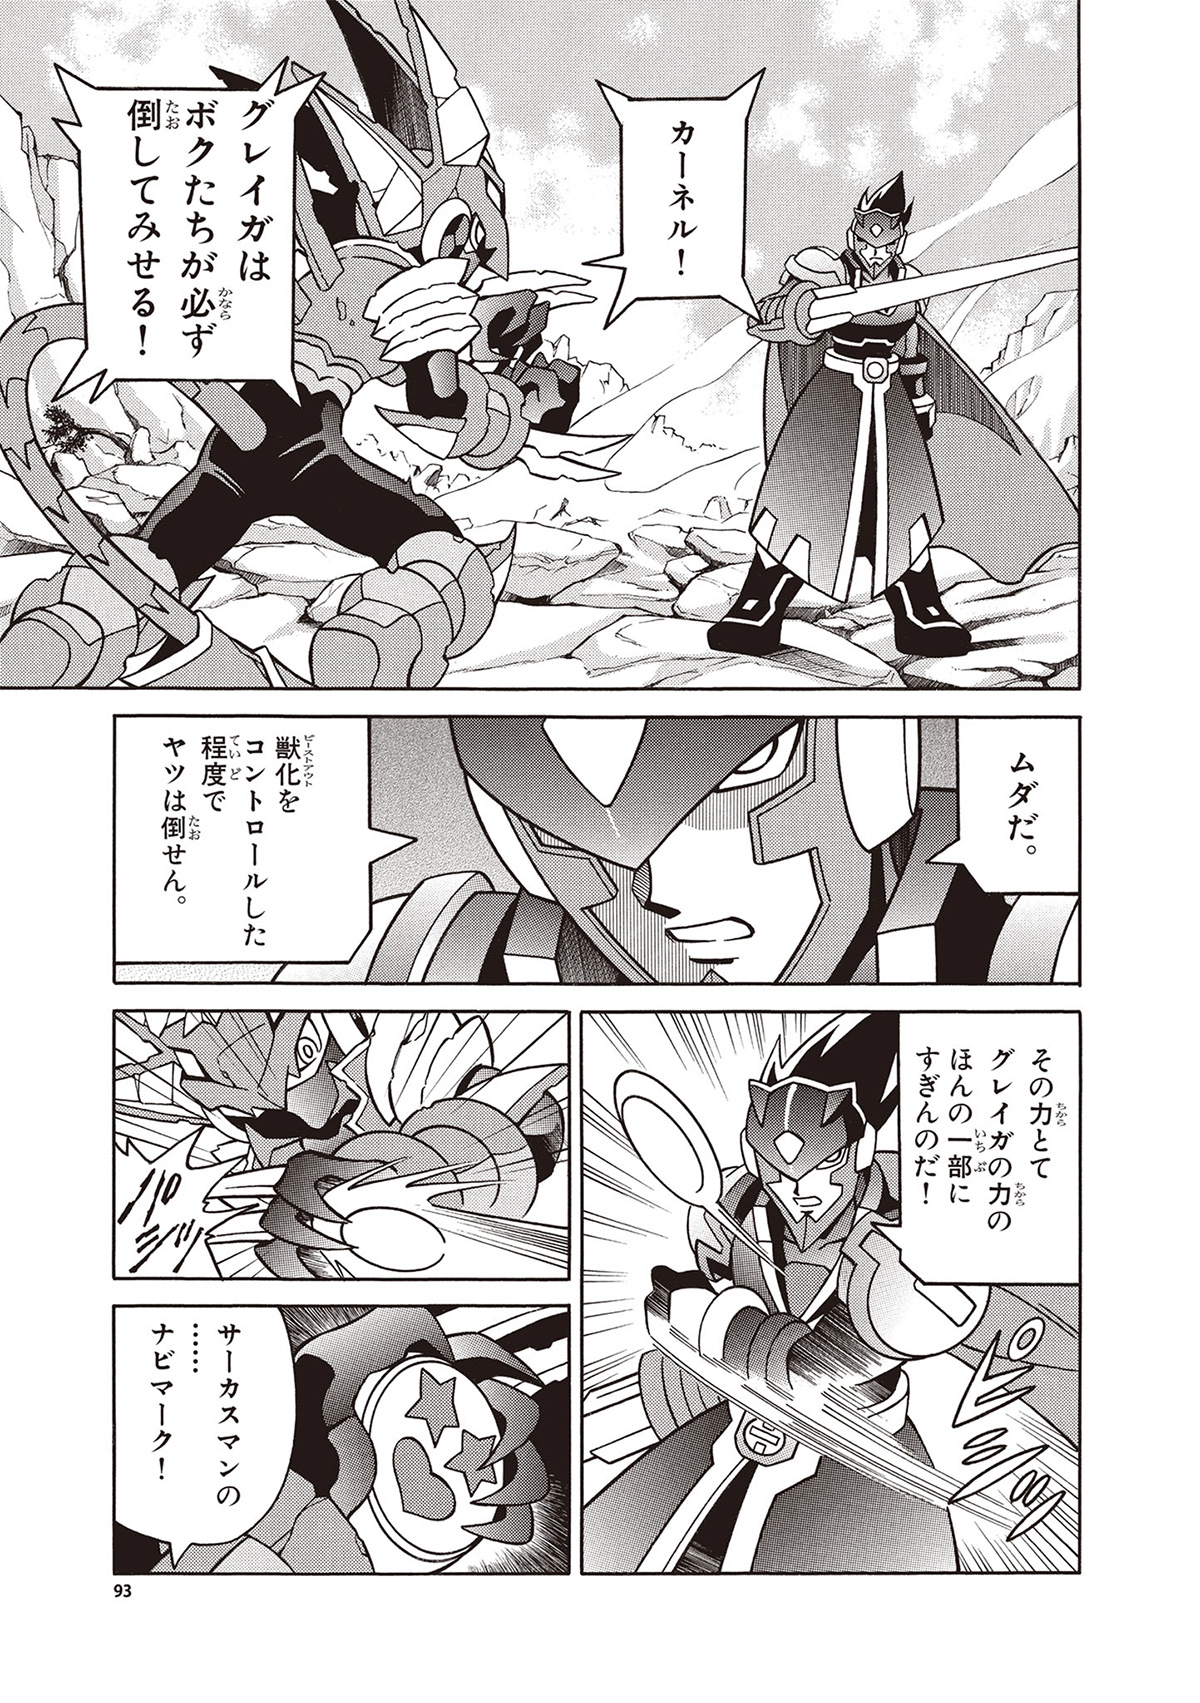 カーネル！
グレイガは
ボクたちが必ず
倒してみせる！
ムダだ。
獣化を
コントロールした
程度で
ヤツは倒せん。
その力とて
グレイガの力の
ほんの一部に
すぎんのだ！
シュッ
パシッ
サーカスマンの
……
ナビマーク！
93